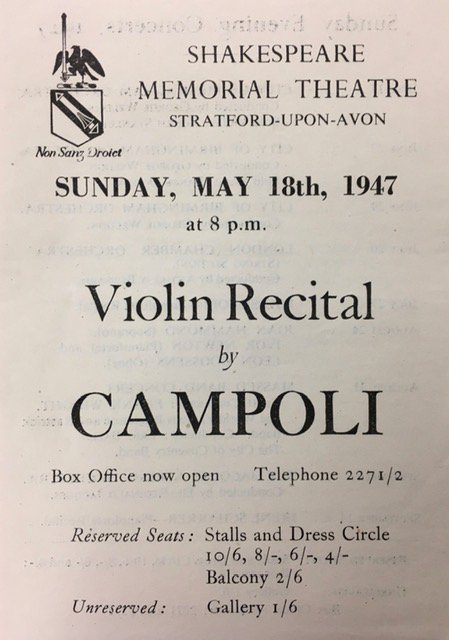 SHAKESPEARE
MEMORIAL THEATRE
STRATFORD-UPON-AVON
Non Sanz Droict
SUNDAY, MAY 18th, 1947
at 8 p.m.
Violin Recital
by
CAMPOLI
Box Office now open Telephone 2271/2
Reserved Seats: Stalls and Dress Circle
10/6, 8/-, 6/-, 4/-
Balcony 2/6
Unreserved: Gallery 1/6